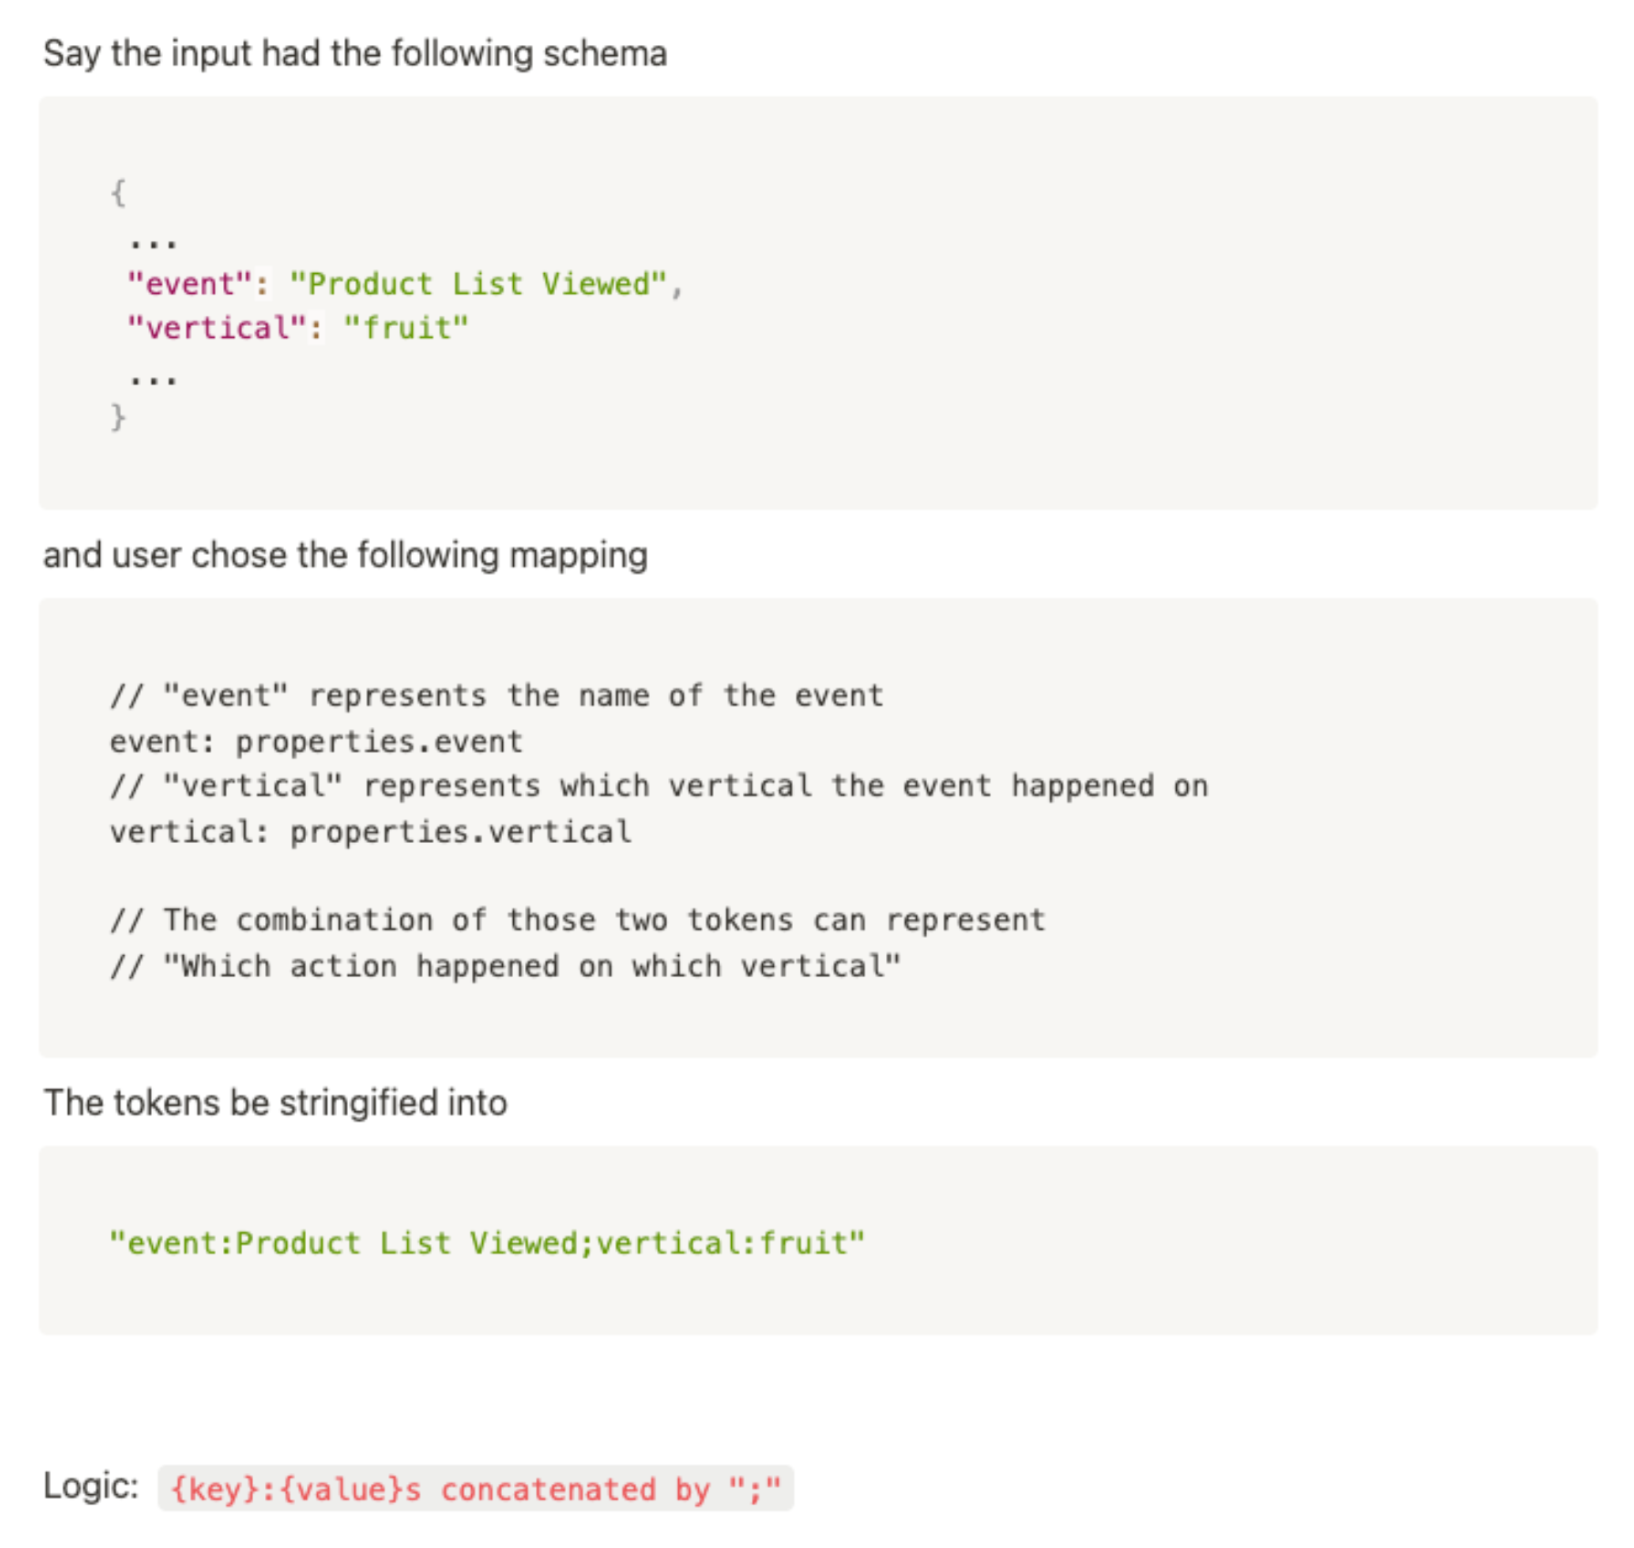 Say the input had the following schema
{
...
"event": "Product List Viewed",
"vertical": "fruit"
...
}
and user chose the following mapping
// "event" represents the name of the event
event: properties.event
// "vertical" represents which vertical the event happened on
vertical: properties.vertical
// The combination of those two tokens can represent
// "Which action happened on which vertical"
The tokens be stringified into
"event:Product List Viewed;vertical:fruit"
Logic: {key}:{value}s concatenated by ";"